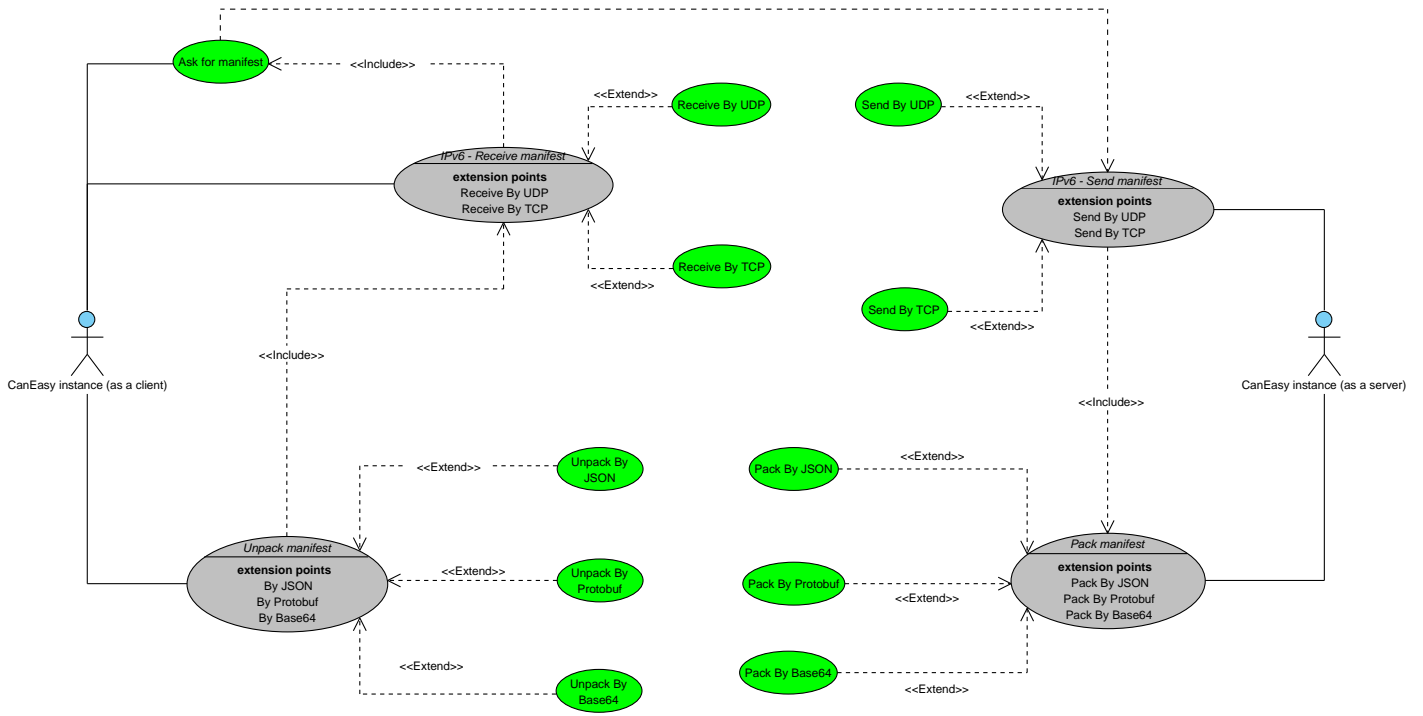 Ask for manifest
<<Include>>
<<Extend>>
Receive By UDP
IPv6 - Receive manifest
extension points
Receive By UDP
Receive By TCP
Receive By TCP
<<Extend>>
<<Extend>>
Send By UDP
IPv6 - Send manifest
extension points
Send By UDP
Send By TCP
Send By TCP
<<Extend>>
<<Include>>
CanEasy instance (as a client)
CanEasy instance (as a server)
<<Include>>
<<Extend>>
Unpack By
JSON
Unpack manifest
extension points
By JSON
By Protobuf
By Base64
<<Extend>>
Unpack By
Protobuf
<<Extend>>
Unpack By
Base64
Pack By JSON
<<Extend>>
Pack manifest
extension points
Pack By JSON
Pack By Protobuf
Pack By Base64
Pack By Protobuf
<<Extend>>
Pack By Base64
<<Extend>>